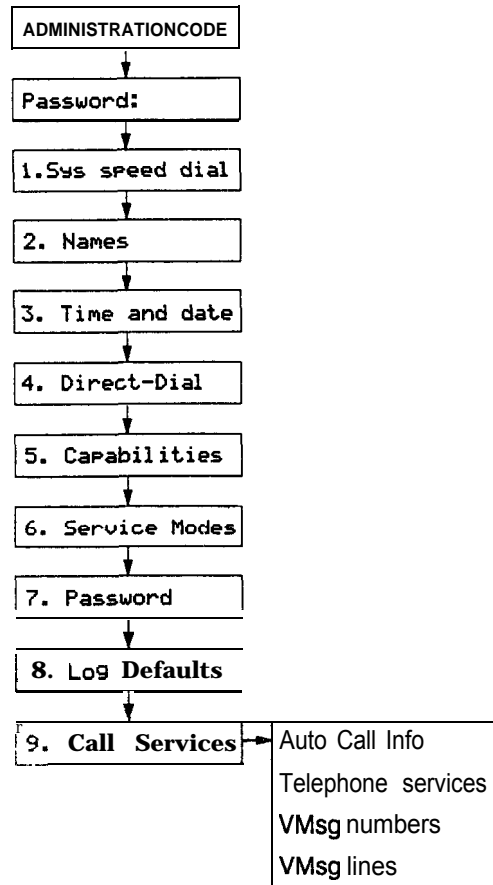 ADMINISTRATIONCODE
Password:
1.Sys speed dial
2. Names
3. Time and date
4. Direct-Dial
5. Capabilities
6. Service Modes
7. Password
8. Log Defaults
9. Call Services
Auto Call Info
Telephone services
VMsg numbers
VMsg lines